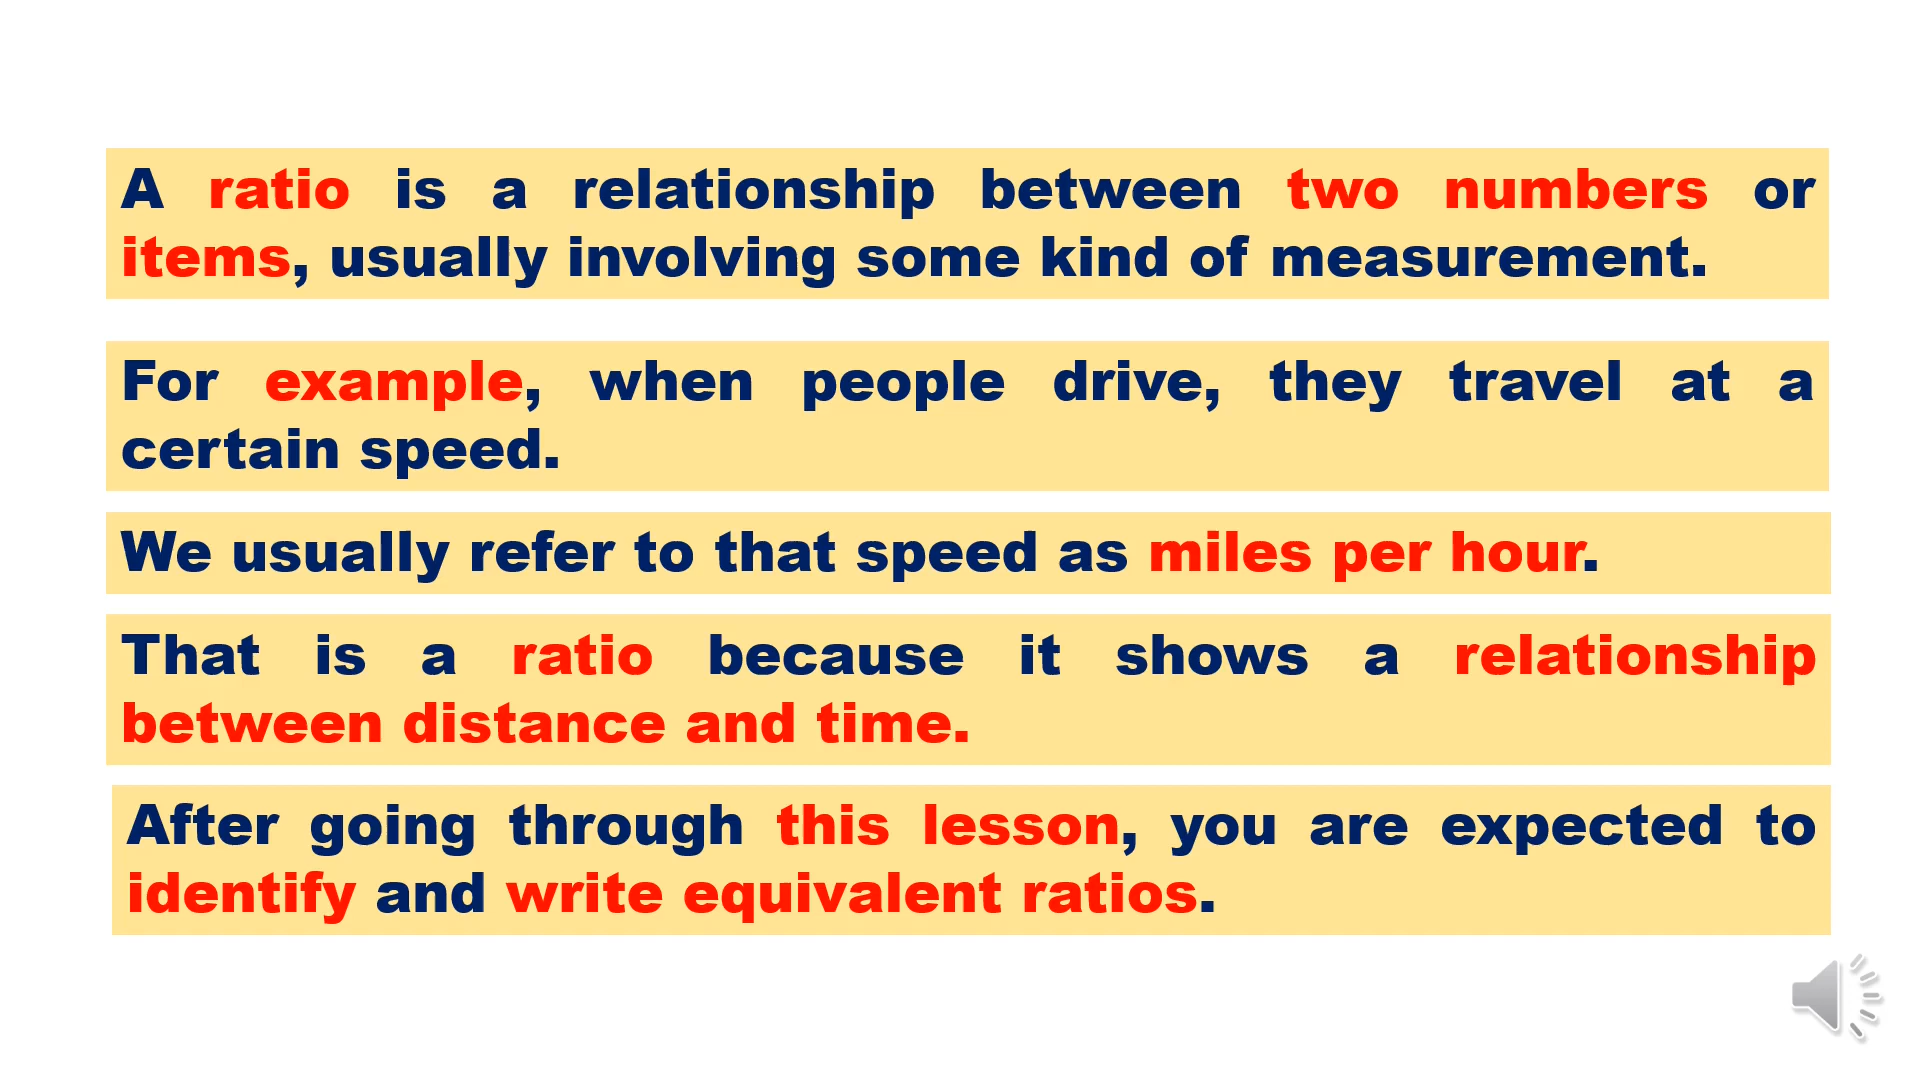 A ratio is a relationship between two numbers or
items, usually involving some kind of measurement.
For example, when people drive, they travel at a
certain speed.
We usually refer to that speed as miles per hour.
That is a ratio because it shows a relationship
between distance and time.
After going through this lesson, you are expected to
identify and write equivalent ratios.